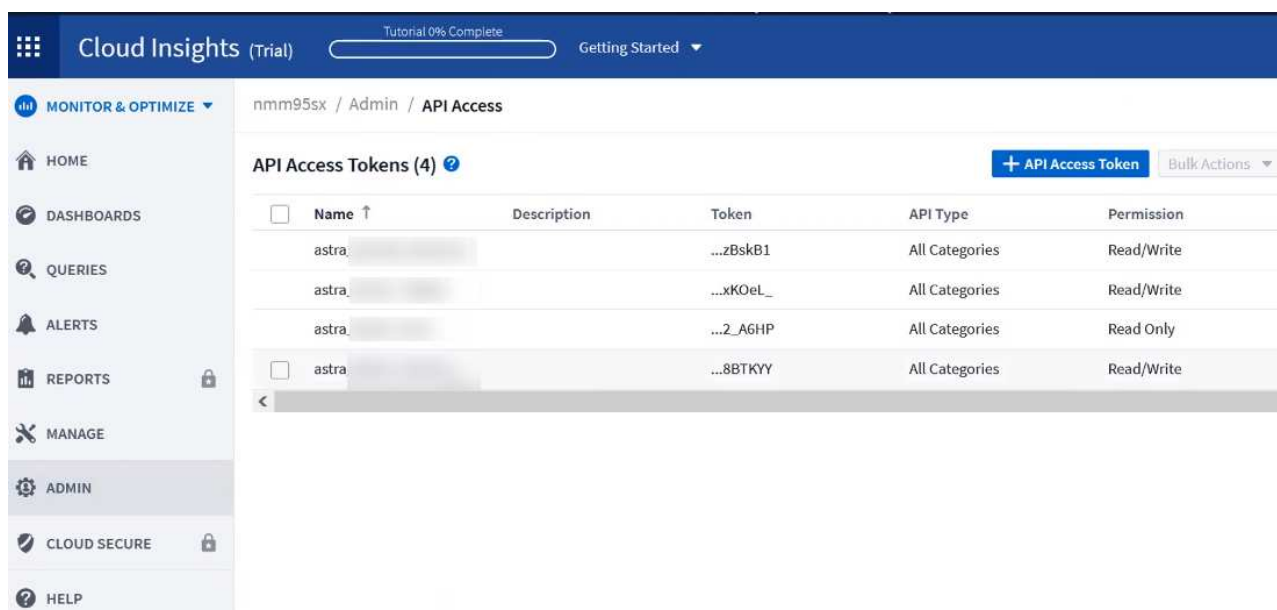 Cloud Insights (Trial)
Tutorial 0% Complete
Getting Started
MONITOR & OPTIMIZE
HOME
DASHBOARDS
QUERIES
ALERTS
REPORTS
MANAGE
ADMIN
CLOUD SECURE
HELP
nmm95sx / Admin / API Access
API Access Tokens (4) ?
+ API Access Token
Bulk Actions
Name ↑ Description Token API Type Permission
astra_ ...zBskB1 All Categories Read/Write
astra_ ...xKOeL_ All Categories Read/Write
astra_ ...2_A6HP All Categories Read Only
astra ...8BTKYY All Categories Read/Write